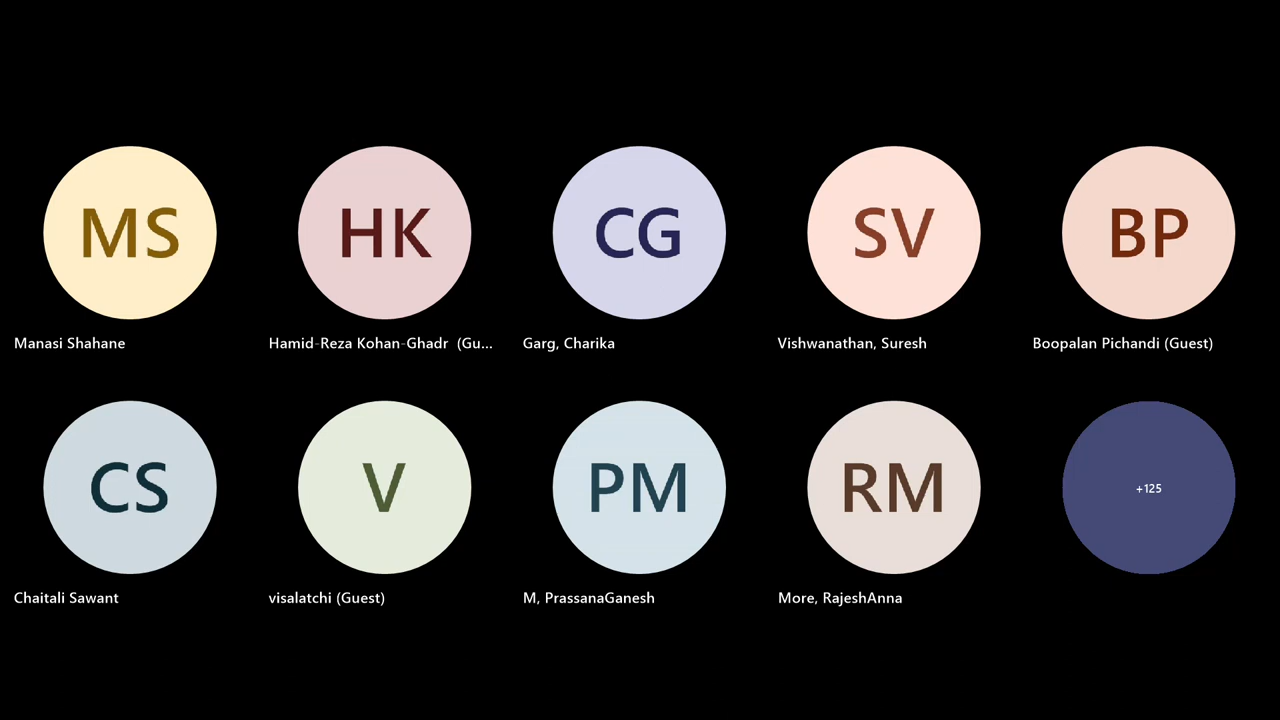 MS HK CG SV BP
Manasi Shahane Hamid-Reza Kohan-Ghadr (Gu... Garg, Charika Vishwanathan, Suresh Boopalan Pichandi (Guest)
CS V PM RM +125
Chaitali Sawant visalatchi (Guest) M, PrassanaGanesh More, RajeshAnna